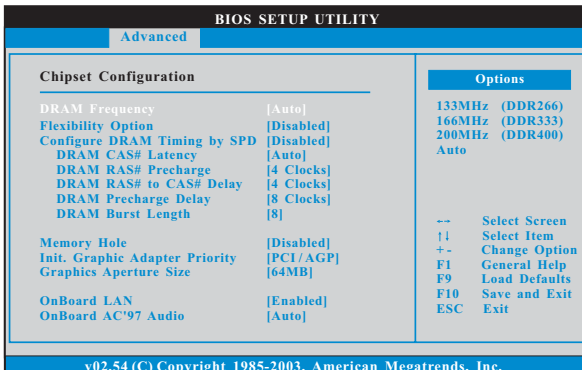 BIOS SETUP UTILITY
Advanced
Chipset Configuration
DRAM Frequency [Auto]
Flexibility Option [Disabled]
Configure DRAM Timing by SPD [Disabled]
DRAM CAS# Latency [Auto]
DRAM RAS# Precharge [4 Clocks]
DRAM RAS# to CAS# Delay [4 Clocks]
DRAM Precharge Delay [8 Clocks]
DRAM Burst Length [8]
Memory Hole [Disabled]
Init. Graphic Adapter Priority [PCI/AGP]
Graphics Aperture Size [64MB]
OnBoard LAN [Enabled]
OnBoard AC'97 Audio [Auto]
Options
133MHz (DDR266)
166MHz (DDR333)
200MHz (DDR400)
Auto
←→ Select Screen
↑↓ Select Item
+- Change Option
F1 General Help
F9 Load Defaults
F10 Save and Exit
ESC Exit
v02.54 (C) Copyright 1985-2003, American Megatrends, Inc.